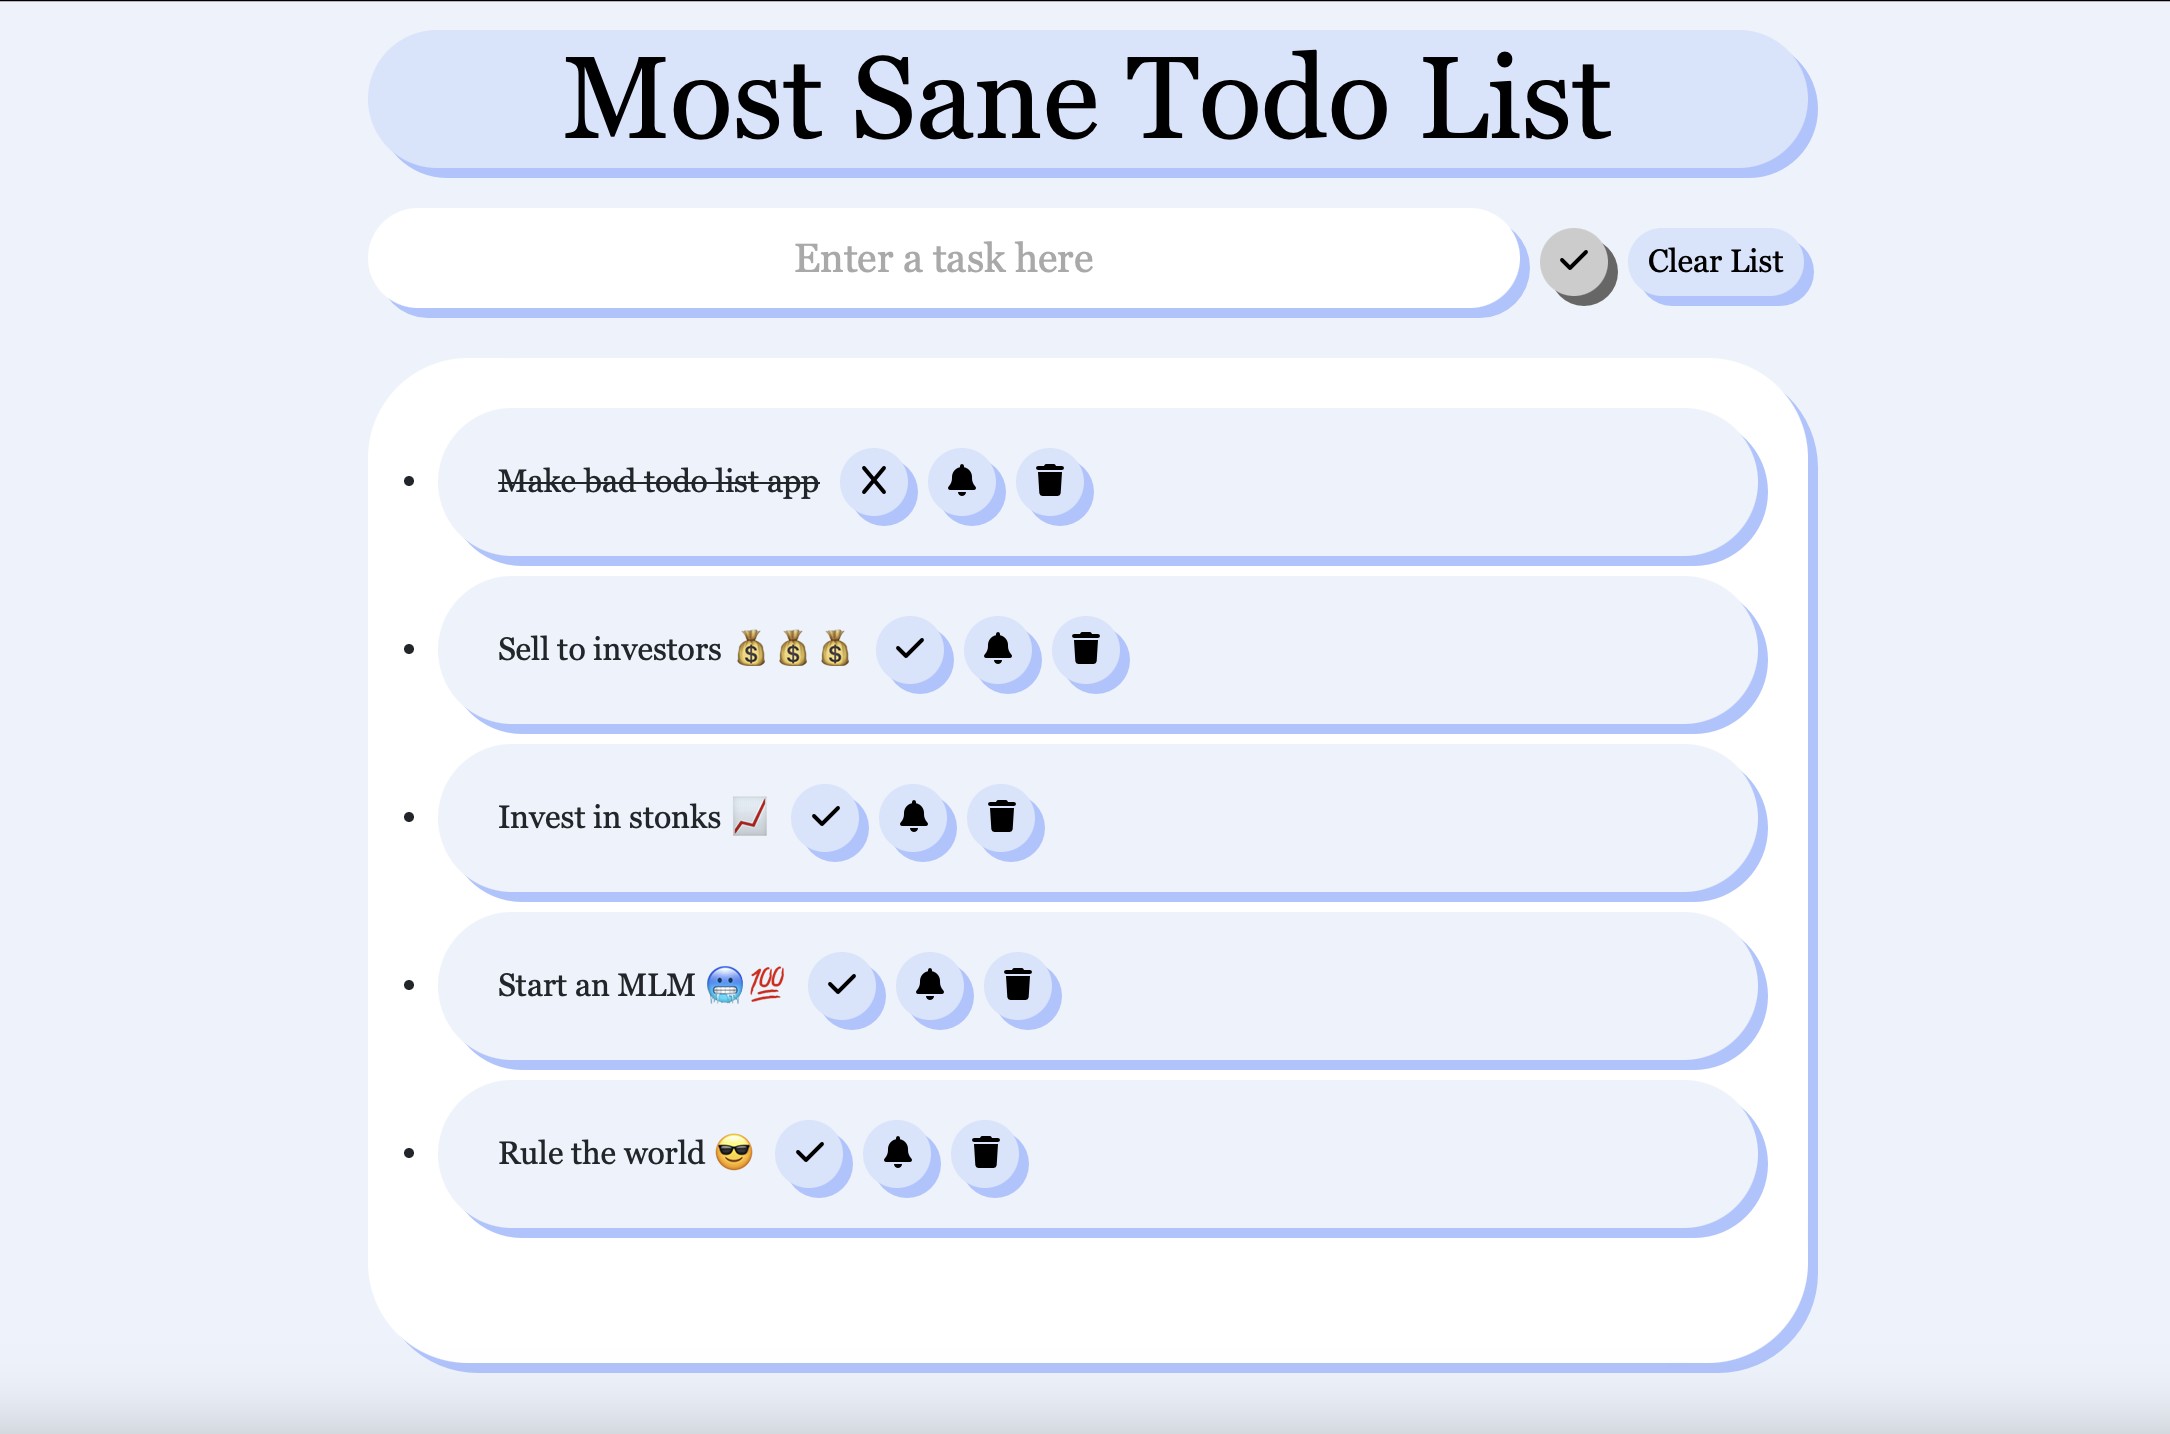 Most Sane Todo List
Enter a task here
Clear List
Make bad todo list app
Sell to investors 💰💰💰
Invest in stonks 📈
Start an MLM 🥶💯
Rule the world 😎